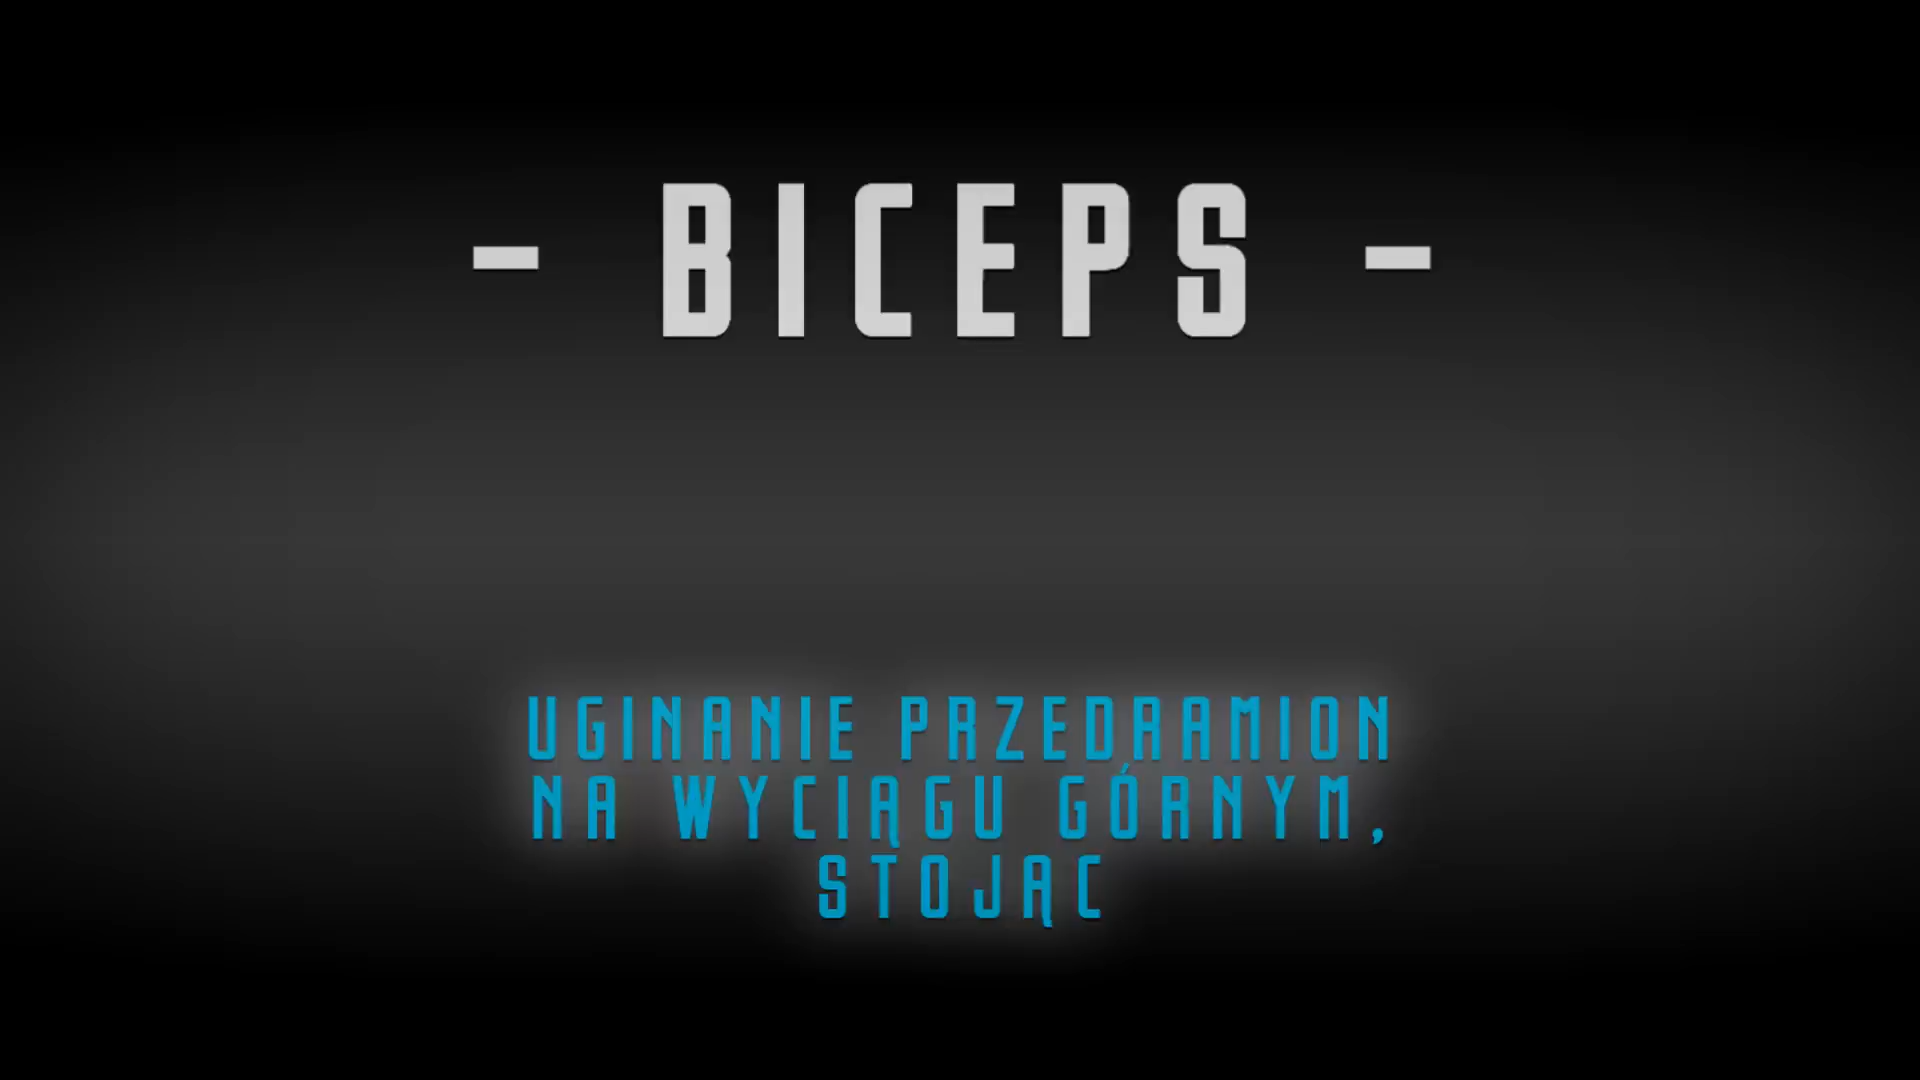 - BICEPS -
UGINANIE PRZEDRAMION
NA WYCIĄGU GÓRNYM,
STOJĄC